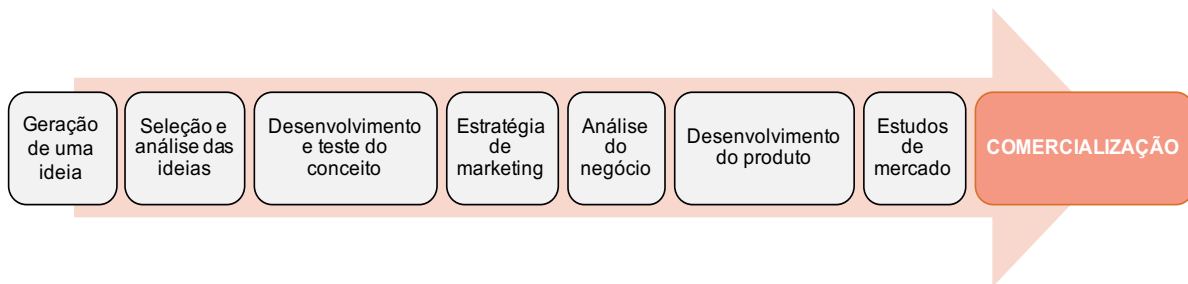 Geração
de uma
ideia
Seleção e
análise das
ideias
Desenvolvimento
e teste do
conceito
Estratégia
de
marketing
Análise
do
negócio
Desenvolvimento
do produto
Estudos
de
mercado
COMERCIALIZAÇÃO